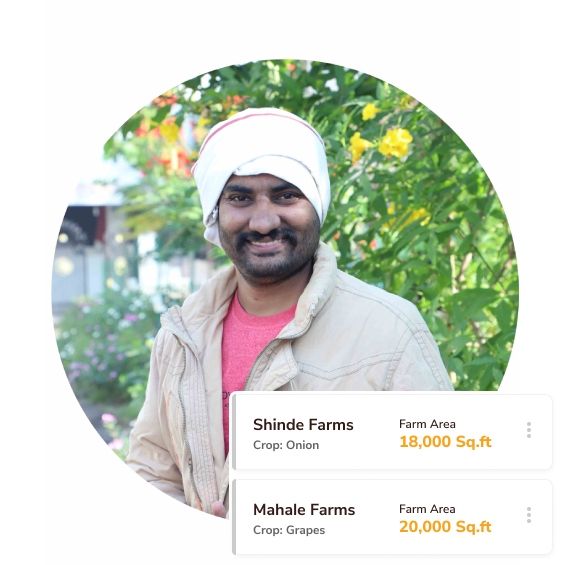 Shinde Farms
Crop: Onion
Farm Area
18,000 Sq.ft
Mahale Farms
Crop: Grapes
Farm Area
20,000 Sq.ft